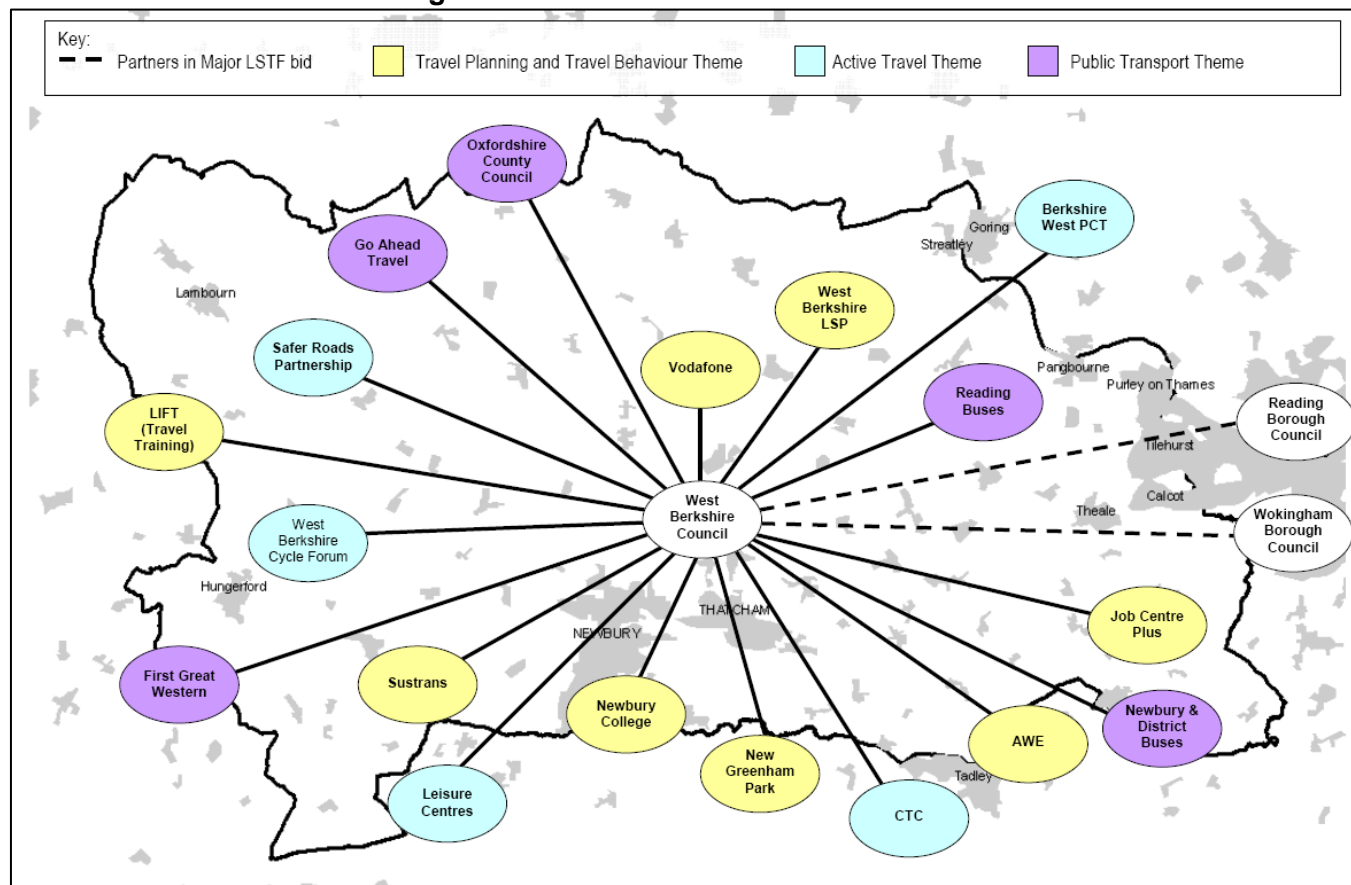 Key:
Partners in Major LSTF bid
Travel Planning and Travel Behaviour Theme
Active Travel Theme
Public Transport Theme
Oxfordshire
County
Council
Berkshire
West PCT
Goring
Streatley
Go Ahead
Travel
Lambourn
West
Berkshire
LSP
Safer Roads
Partnership
Vodafone
Pangbourne
Purley on Thames
Reading
Buses
LIFT
(Travel
Training)
Reading
Borough
Council
Tilehurst
Calcot
Theale
West
Berkshire
Council
Wokingham
Borough
Council
West
Berkshire
Cycle Forum
Hungerford
THATCHAM
NEWBURY
Job Centre
Plus
First Great
Western
Sustrans
Newbury
College
Newbury &
District
Buses
AWE
New
Greenham
Park
Tadley
Leisure
Centres
CTC